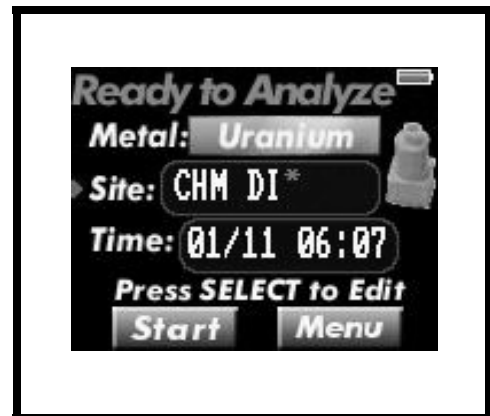 Ready to Analyze
Metal: Uranium
Site: CHM DI*
Time: 01/11 06:07
Press SELECT to Edit
Start Menu